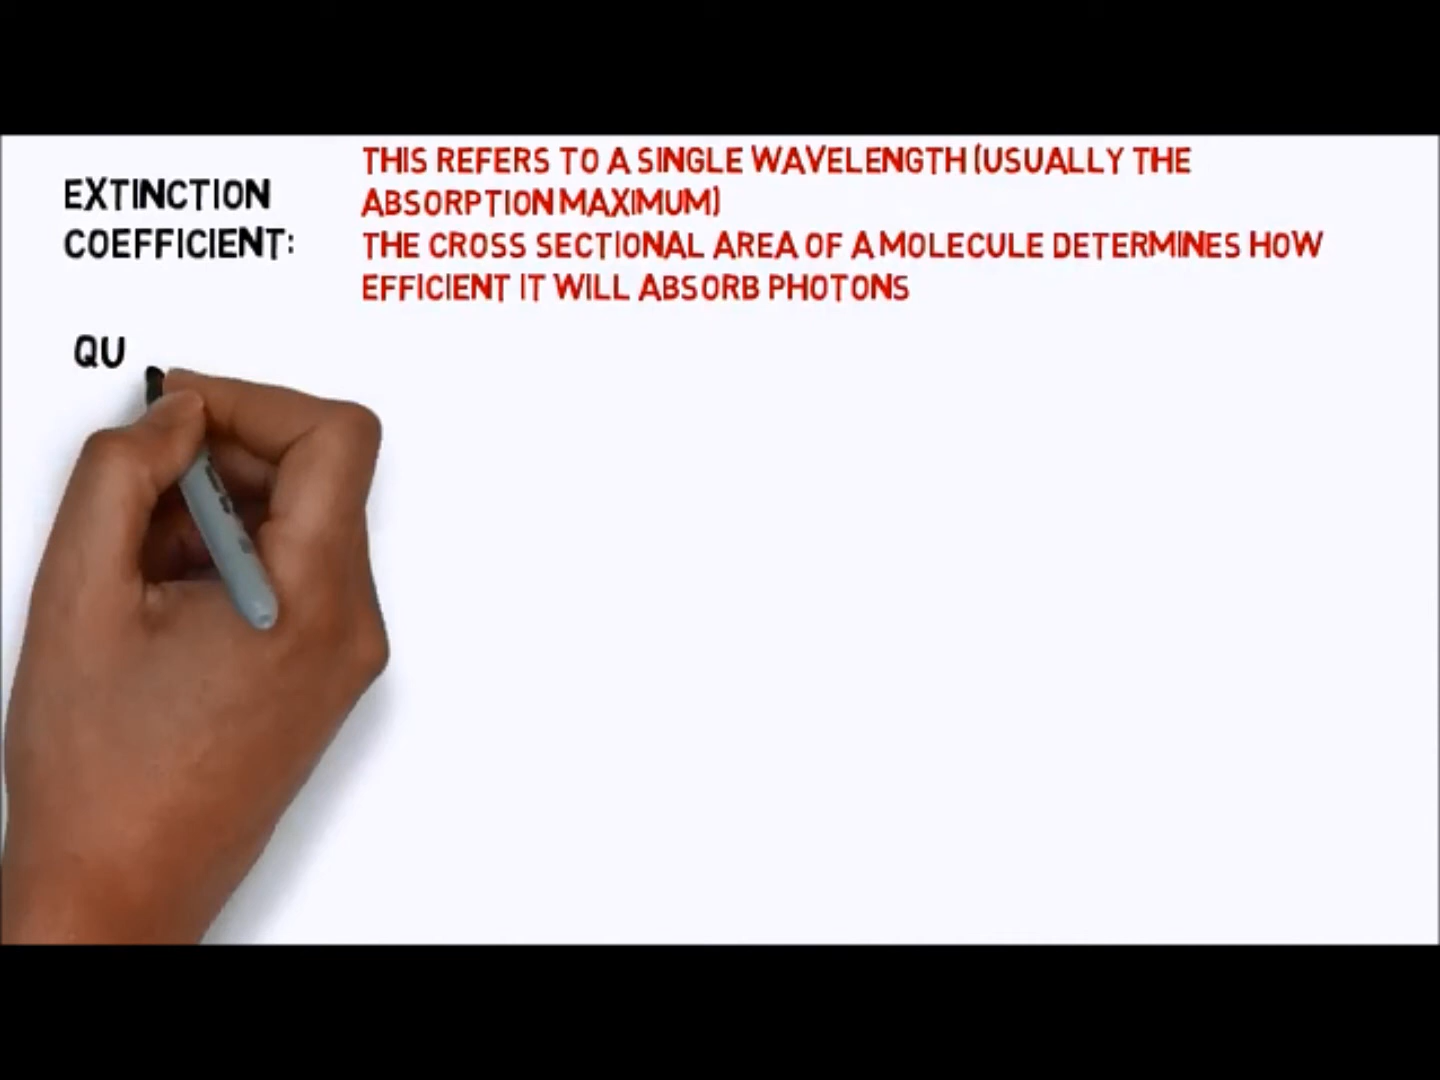 EXTINCTION
COEFFICIENT:
THIS REFERS TO A SINGLE WAVELENGTH (USUALLY THE
ABSORPTION MAXIMUM)
THE CROSS SECTIONAL AREA OF A MOLECULE DETERMINES HOW
EFFICIENT IT WILL ABSORB PHOTONS
QU